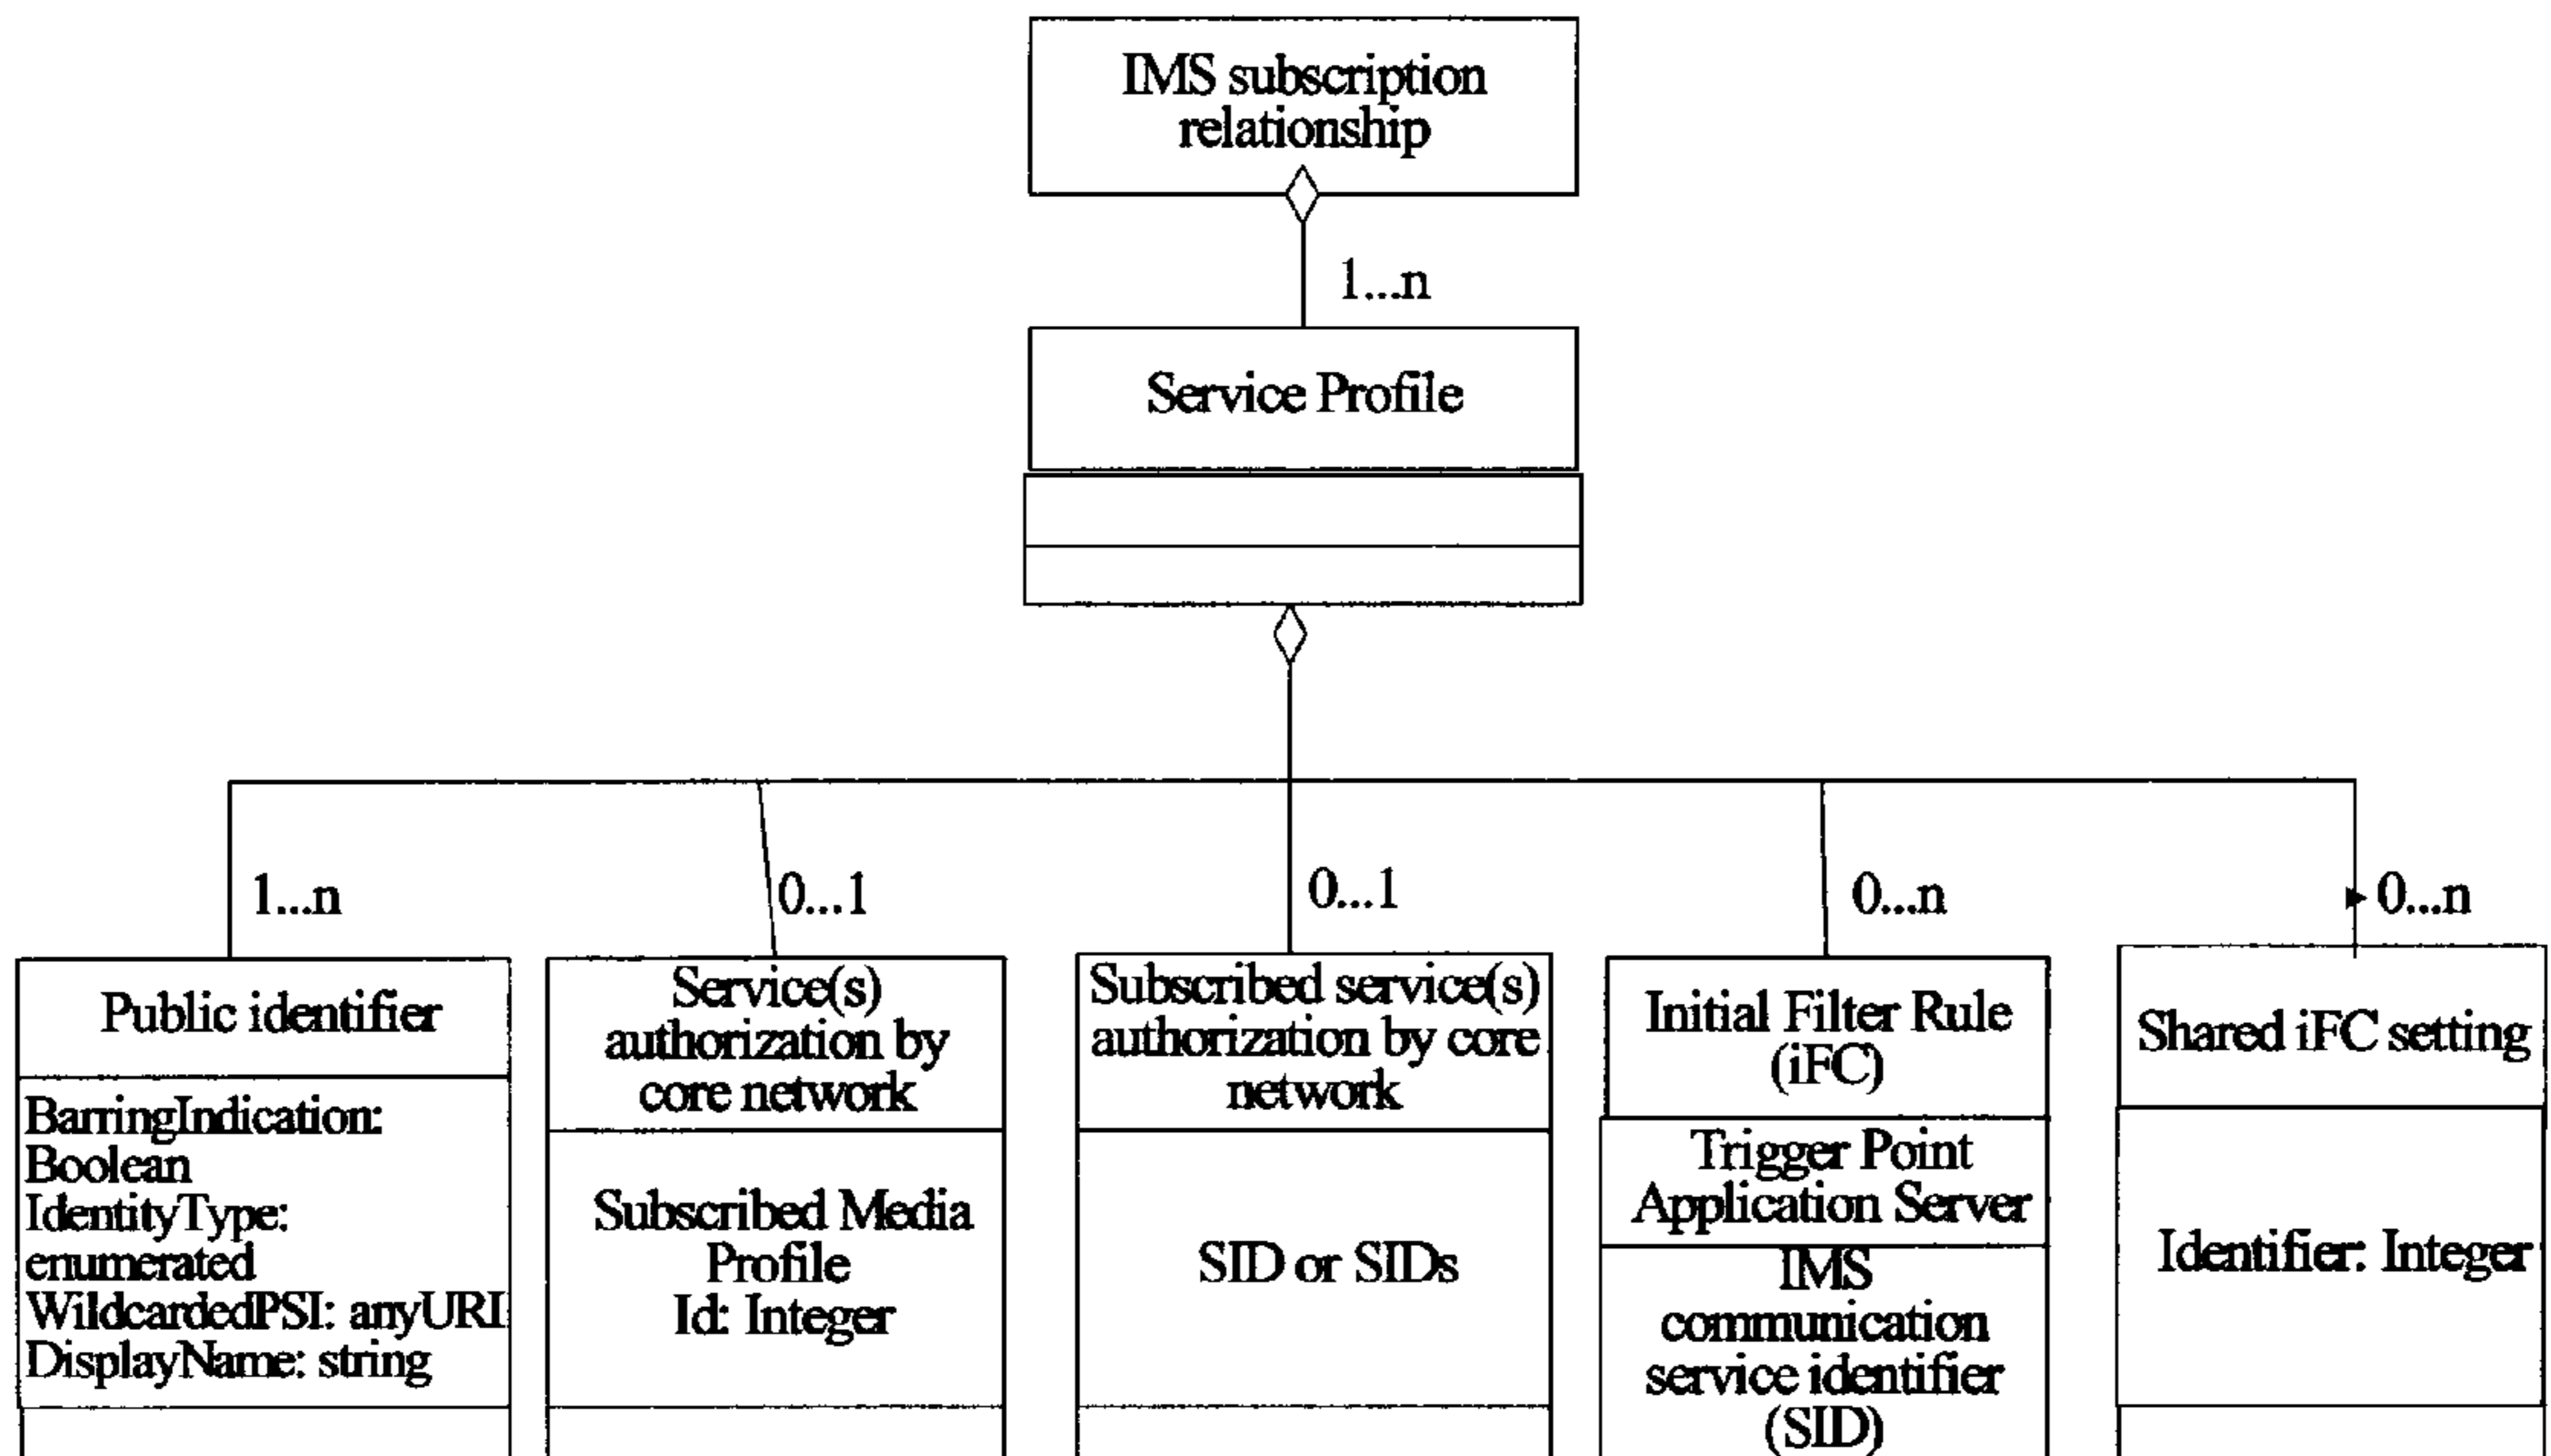 IMS subscription
relationship
1...n
Service Profile
1...n
0...1
0...1
0...n
0...n
Public identifier
BarringIndication:
Boolean
IdentityType:
enumerated
WildcardedPSI: anyURI
DisplayName: string
Service(s)
authorization by
core network
Subscribed Media
Profile
Id: Integer
Subscribed service(s)
authorization by core
network
SID or SIDs
Initial Filter Rule
(iFC)
Trigger Point
Application Server
IMS
communication
service identifier
(SID)
Shared iFC setting
Identifier: Integer